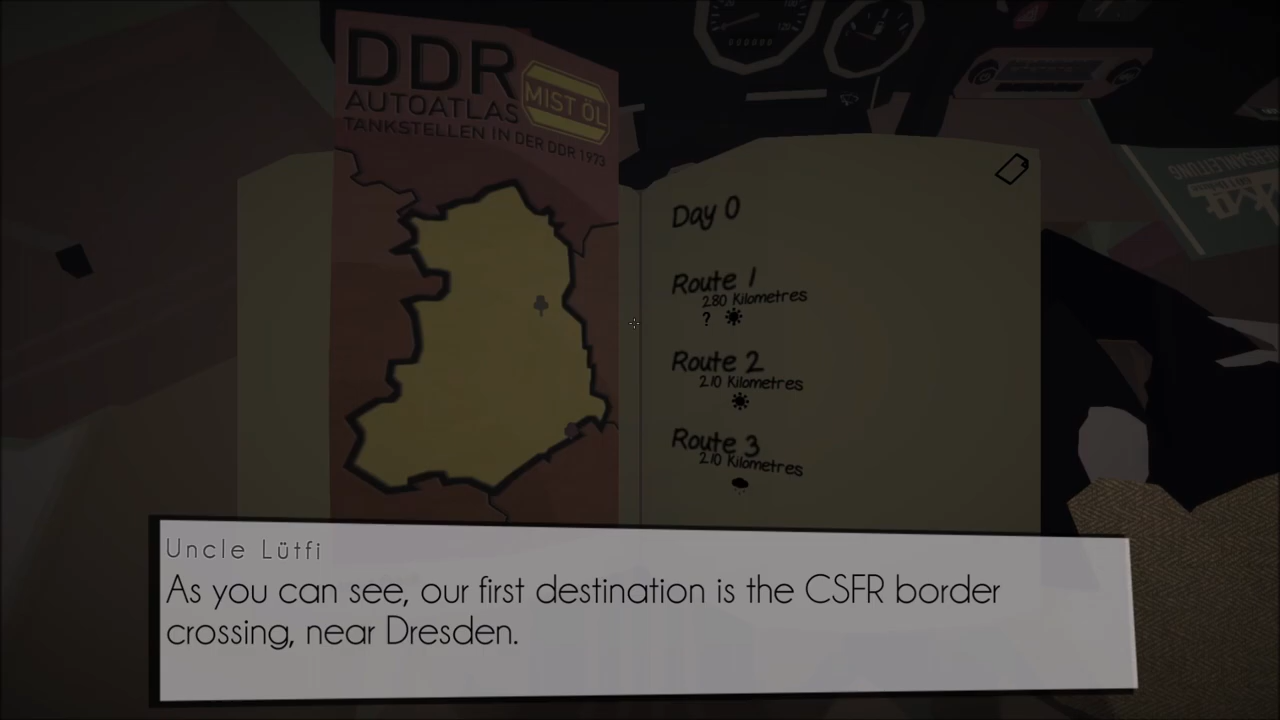 DDR
AUTOATLAS
MIST ÖL
TANKSTELLEN IN DER DDR 1973
Day 0
Route 1
280 Kilometres
?
Route 2
210 Kilometres
Route 3
210 Kilometres
Uncle Lütfi
As you can see, our first destination is the CSFR border
crossing, near Dresden.